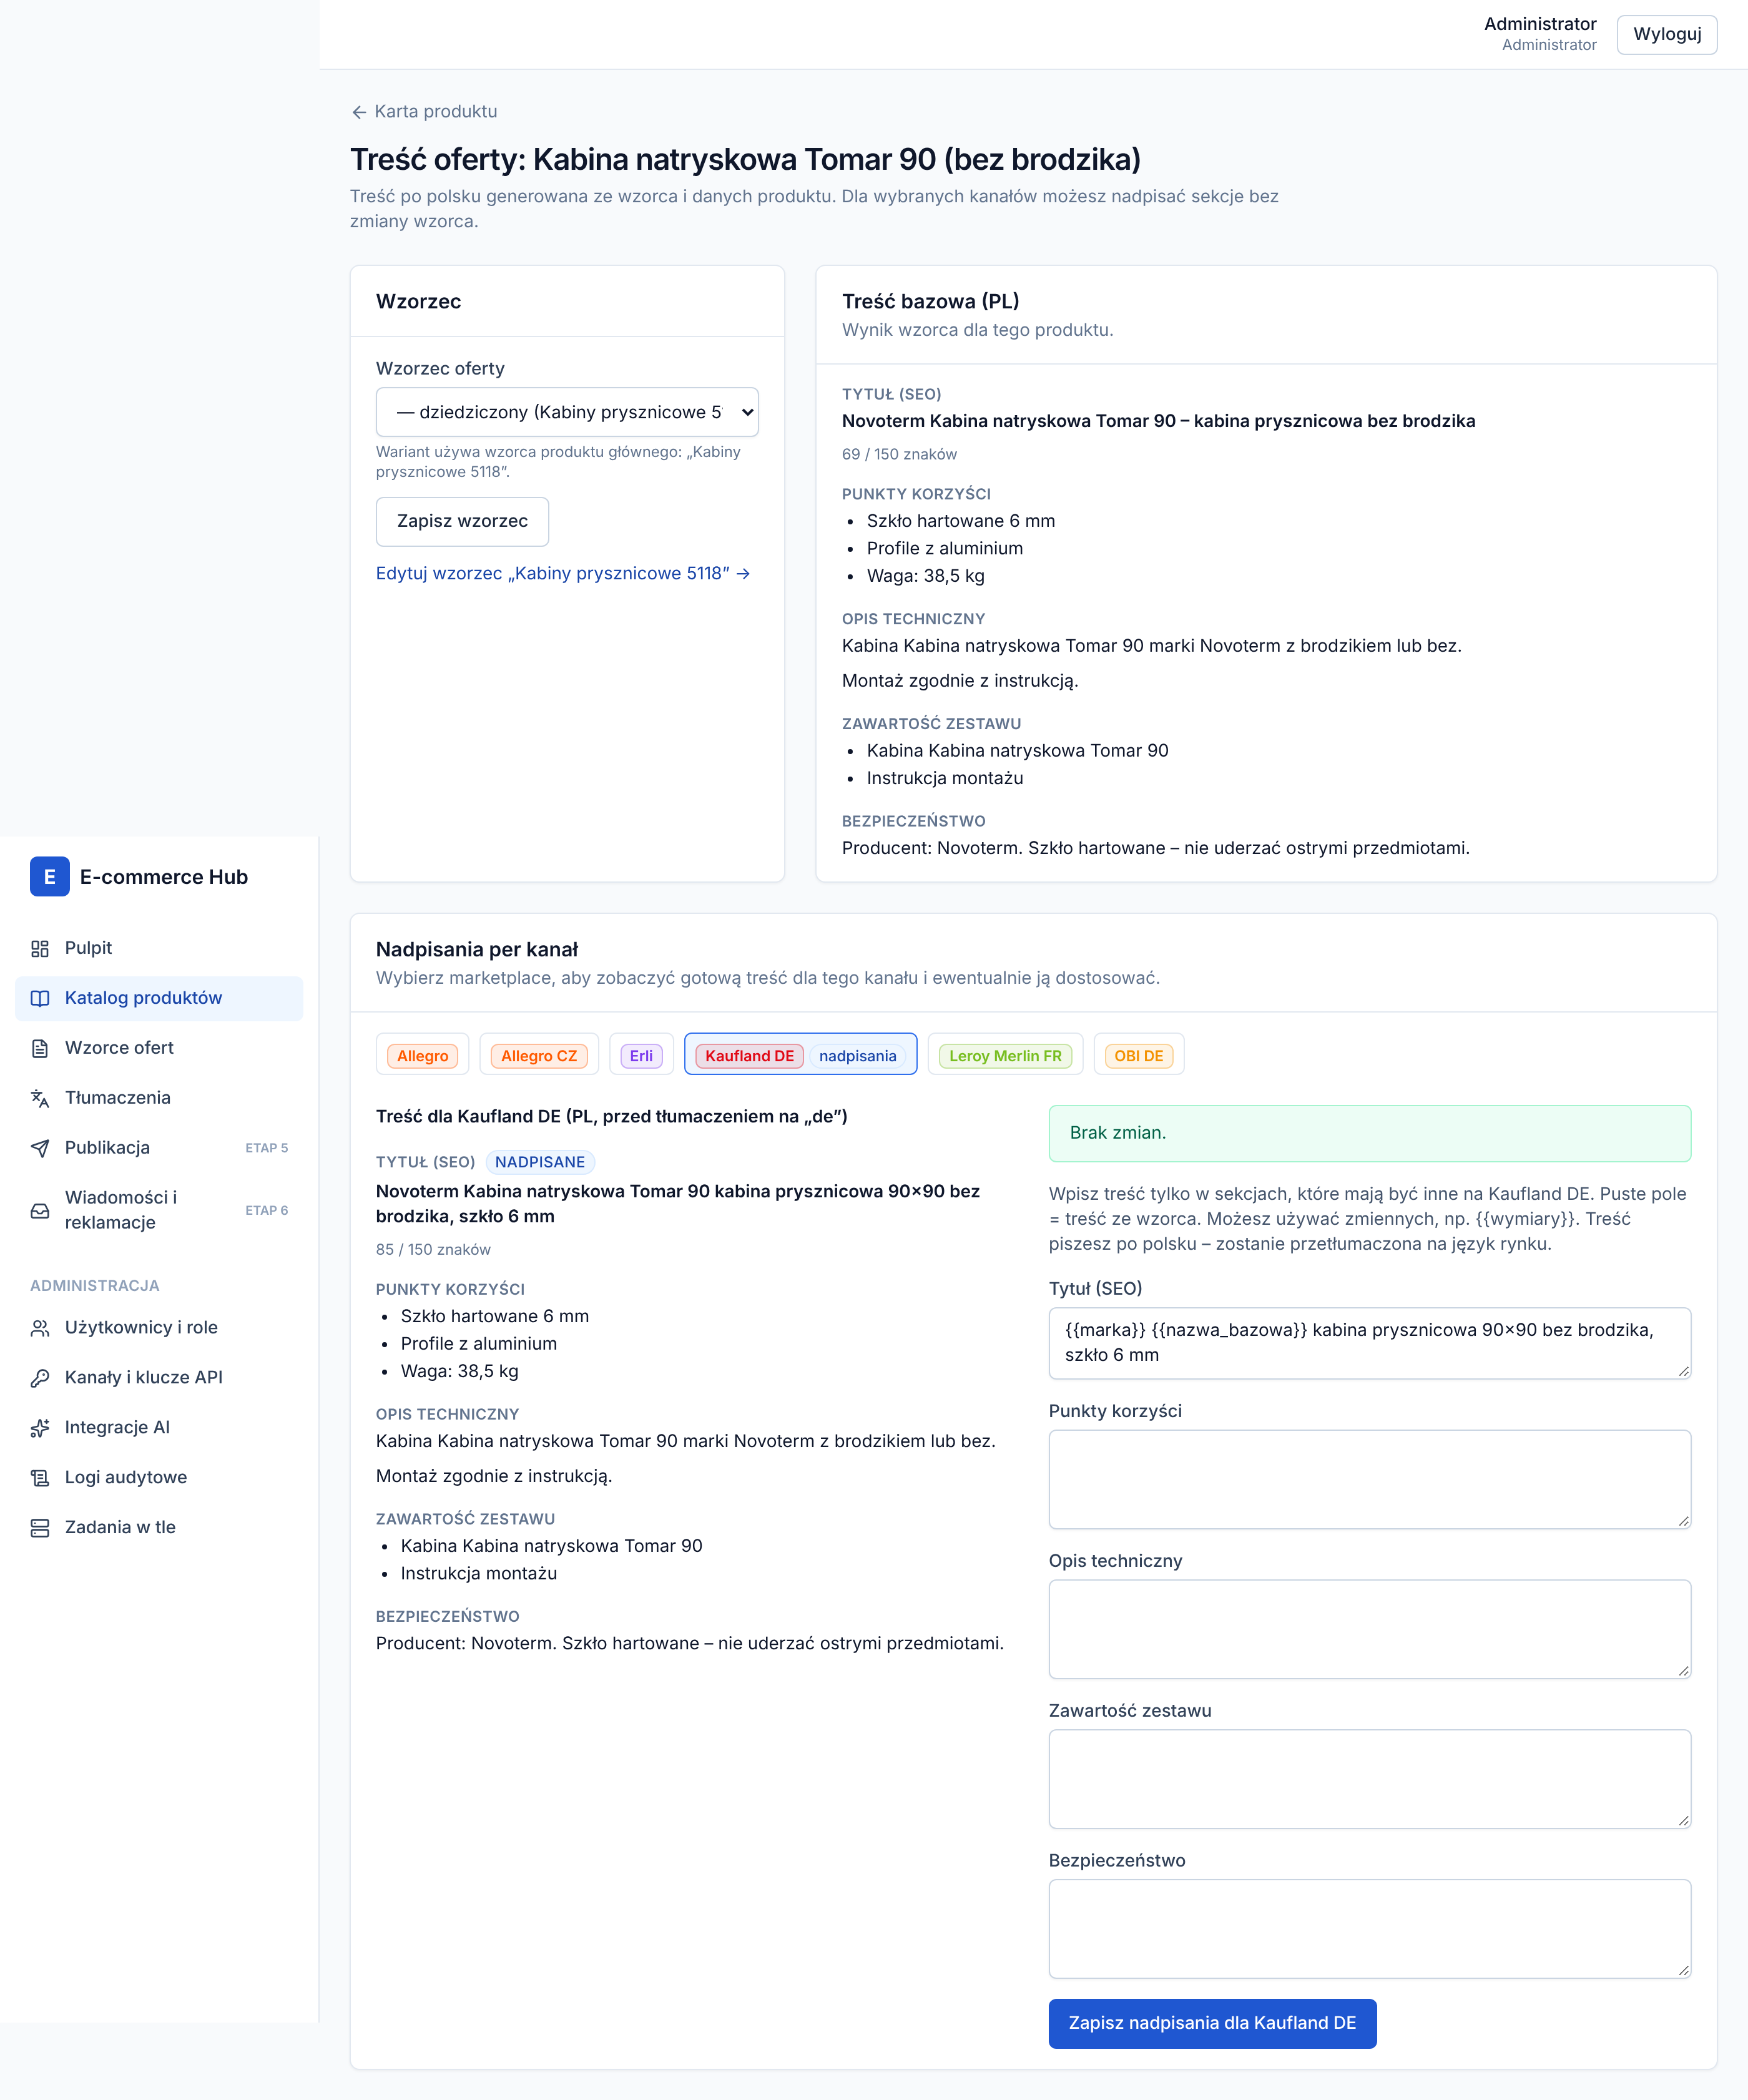 Administrator
Administrator
Wyloguj
← Karta produktu
Treść oferty: Kabina natryskowa Tomar 90 (bez brodzika)
Treść po polsku generowana ze wzorca i danych produktu. Dla wybranych kanałów możesz nadpisać sekcje bez
zmiany wzorca.
Wzorzec
Wzorzec oferty
— dziedziczony (Kabiny prysznicowe 5
Wariant używa wzorca produktu głównego: „Kabiny
prysznicowe 5118”.
Zapisz wzorzec
Edytuj wzorzec „Kabiny prysznicowe 5118” →
Treść bazowa (PL)
Wynik wzorca dla tego produktu.
TYTUŁ (SEO)
Novoterm Kabina natryskowa Tomar 90 – kabina prysznicowa bez brodzika
69 / 150 znaków
PUNKTY KORZYŚCI
• Szkło hartowane 6 mm
• Profile z aluminium
• Waga: 38,5 kg
OPIS TECHNICZNY
Kabina Kabina natryskowa Tomar 90 marki Novoterm z brodzikiem lub bez.
Montaż zgodnie z instrukcją.
ZAWARTOŚĆ ZESTAWU
• Kabina Kabina natryskowa Tomar 90
• Instrukcja montażu
BEZPIECZEŃSTWO
Producent: Novoterm. Szkło hartowane – nie uderzać ostrymi przedmiotami.
E E-commerce Hub
Pulpit
Katalog produktów
Wzorce ofert
Tłumaczenia
Publikacja ETAP 5
Wiadomości i
reklamacje ETAP 6
ADMINISTRACJA
Użytkownicy i role
Kanały i klucze API
Integracje AI
Logi audytowe
Zadania w tle
Nadpisania per kanał
Wybierz marketplace, aby zobaczyć gotową treść dla tego kanału i ewentualnie ją dostosować.
Allegro Allegro CZ Erli Kaufland DE nadpisania Leroy Merlin FR OBI DE
Treść dla Kaufland DE (PL, przed tłumaczeniem na „de”)
TYTUŁ (SEO) NADPISANE
Novoterm Kabina natryskowa Tomar 90 kabina prysznicowa 90×90 bez
brodzika, szkło 6 mm
85 / 150 znaków
PUNKTY KORZYŚCI
• Szkło hartowane 6 mm
• Profile z aluminium
• Waga: 38,5 kg
OPIS TECHNICZNY
Kabina Kabina natryskowa Tomar 90 marki Novoterm z brodzikiem lub bez.
Montaż zgodnie z instrukcją.
ZAWARTOŚĆ ZESTAWU
• Kabina Kabina natryskowa Tomar 90
• Instrukcja montażu
BEZPIECZEŃSTWO
Producent: Novoterm. Szkło hartowane – nie uderzać ostrymi przedmiotami.
Brak zmian.
Wpisz treść tylko w sekcjach, które mają być inne na Kaufland DE. Puste pole
= treść ze wzorca. Możesz używać zmiennych, np. {{wymiary}}. Treść
piszesz po polsku – zostanie przetłumaczona na język rynku.
Tytuł (SEO)
{{marka}} {{nazwa_bazowa}} kabina prysznicowa 90×90 bez brodzika,
szkło 6 mm
Punkty korzyści
Opis techniczny
Zawartość zestawu
Bezpieczeństwo
Zapisz nadpisania dla Kaufland DE